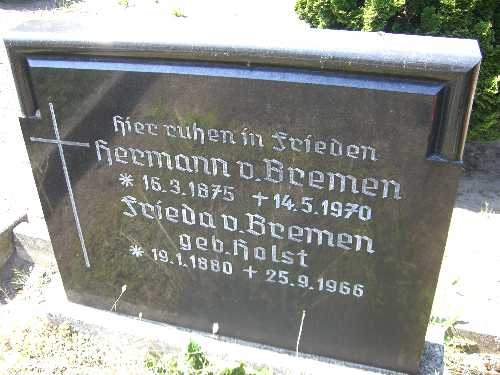 hier ruhen in Frieden
Hermann v. Bremen
* 16.3.1875 + 14.5.1970
Frieda v. Bremen
geb. Holst
* 19.1.1880 + 25.9.1966